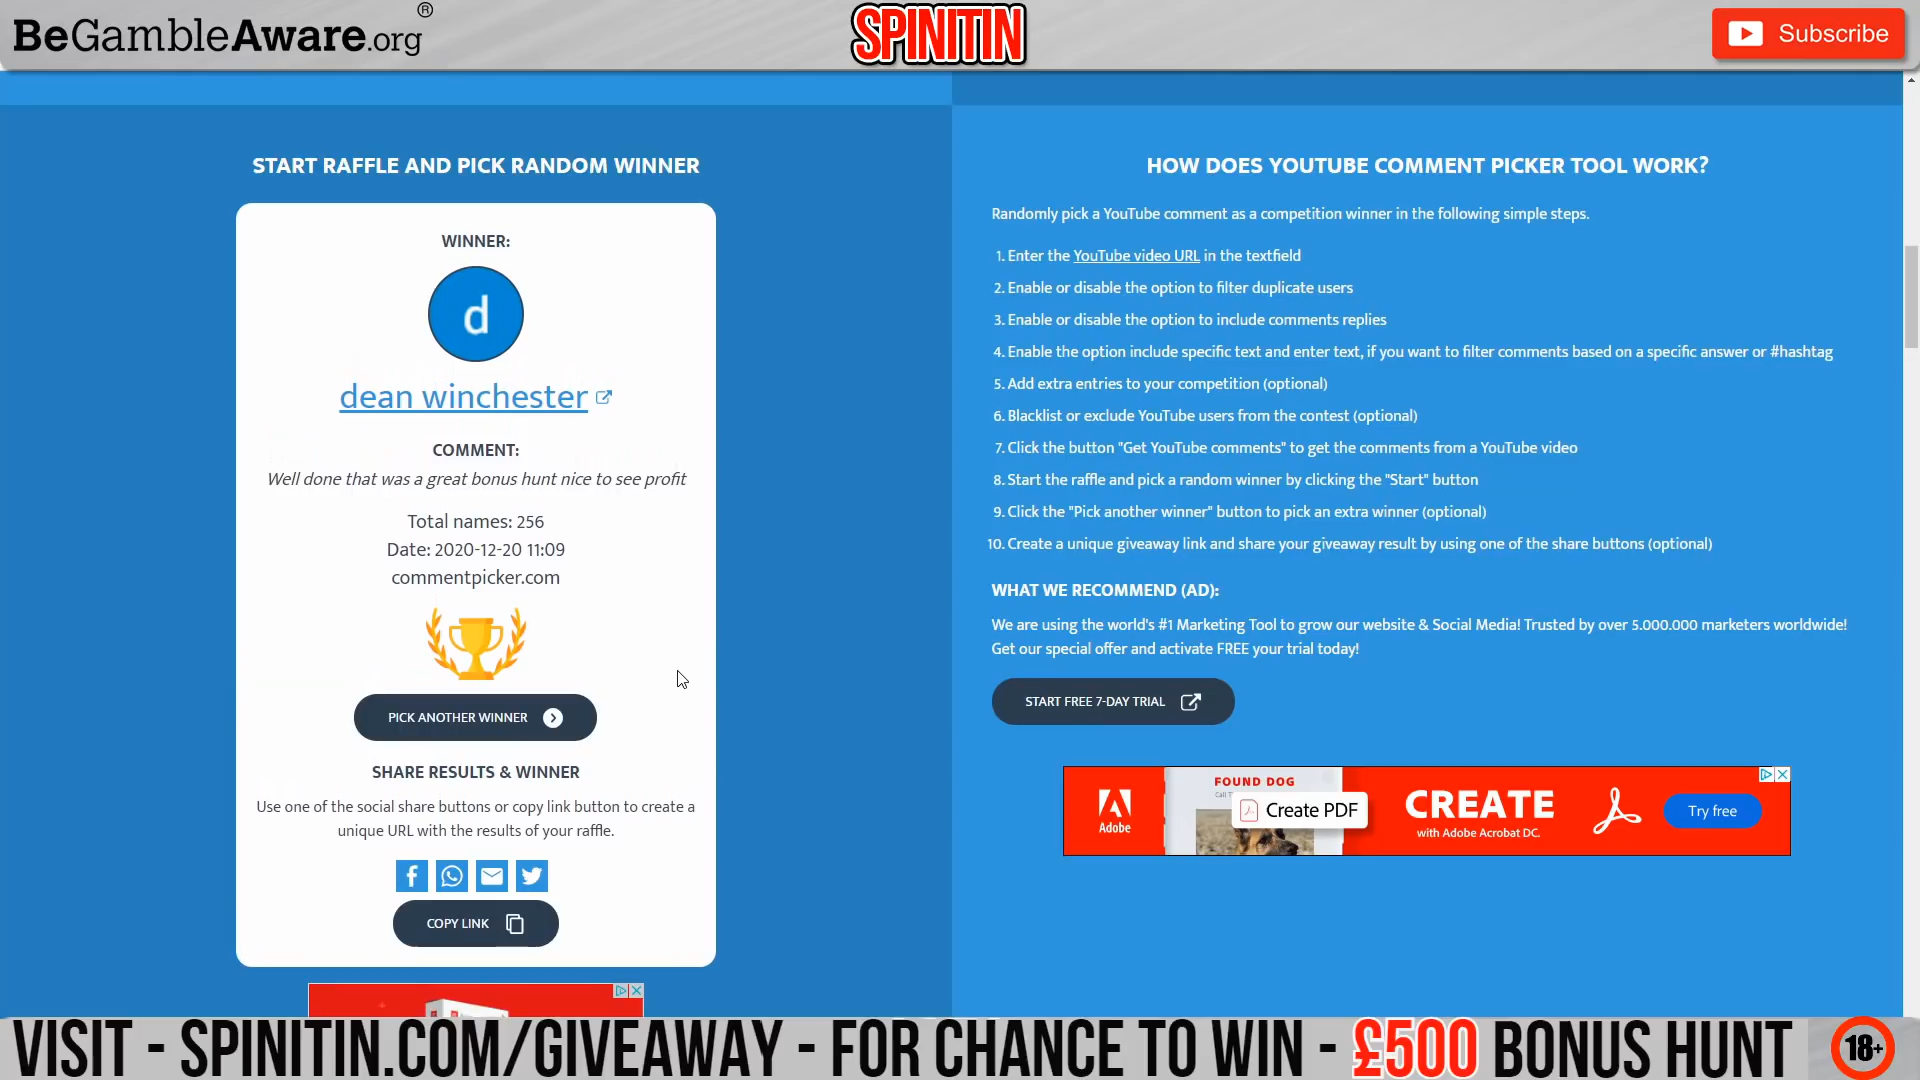 BeGambleAware.org®
SPINITIN
Subscribe
START RAFFLE AND PICK RANDOM WINNER
WINNER:
d
dean winchester
COMMENT:
Well done that was a great bonus hunt nice to see profit
Total names: 256
Date: 2020-12-20 11:09
commentpicker.com
PICK ANOTHER WINNER
SHARE RESULTS & WINNER
Use one of the social share buttons or copy link button to create a
unique URL with the results of your raffle.
COPY LINK
HOW DOES YOUTUBE COMMENT PICKER TOOL WORK?
Randomly pick a YouTube comment as a competition winner in the following simple steps.
1. Enter the YouTube video URL in the textfield
2. Enable or disable the option to filter duplicate users
3. Enable or disable the option to include comments replies
4. Enable the option include specific text and enter text, if you want to filter comments based on a specific answer or #hashtag
5. Add extra entries to your competition (optional)
6. Blacklist or exclude YouTube users from the contest (optional)
7. Click the button "Get YouTube comments" to get the comments from a YouTube video
8. Start the raffle and pick a random winner by clicking the "Start" button
9. Click the "Pick another winner" button to pick an extra winner (optional)
10. Create a unique giveaway link and share your giveaway result by using one of the share buttons (optional)
WHAT WE RECOMMEND (AD):
We are using the world's #1 Marketing Tool to grow our website & Social Media! Trusted by over 5.000.000 marketers worldwide!
Get our special offer and activate FREE your trial today!
START FREE 7-DAY TRIAL
Adobe
FOUND DOG
Create PDF
CREATE
with Adobe Acrobat DC.
Try free
VISIT - SPINITIN.COM/GIVEAWAY - FOR CHANCE TO WIN - £500 BONUS HUNT
18+